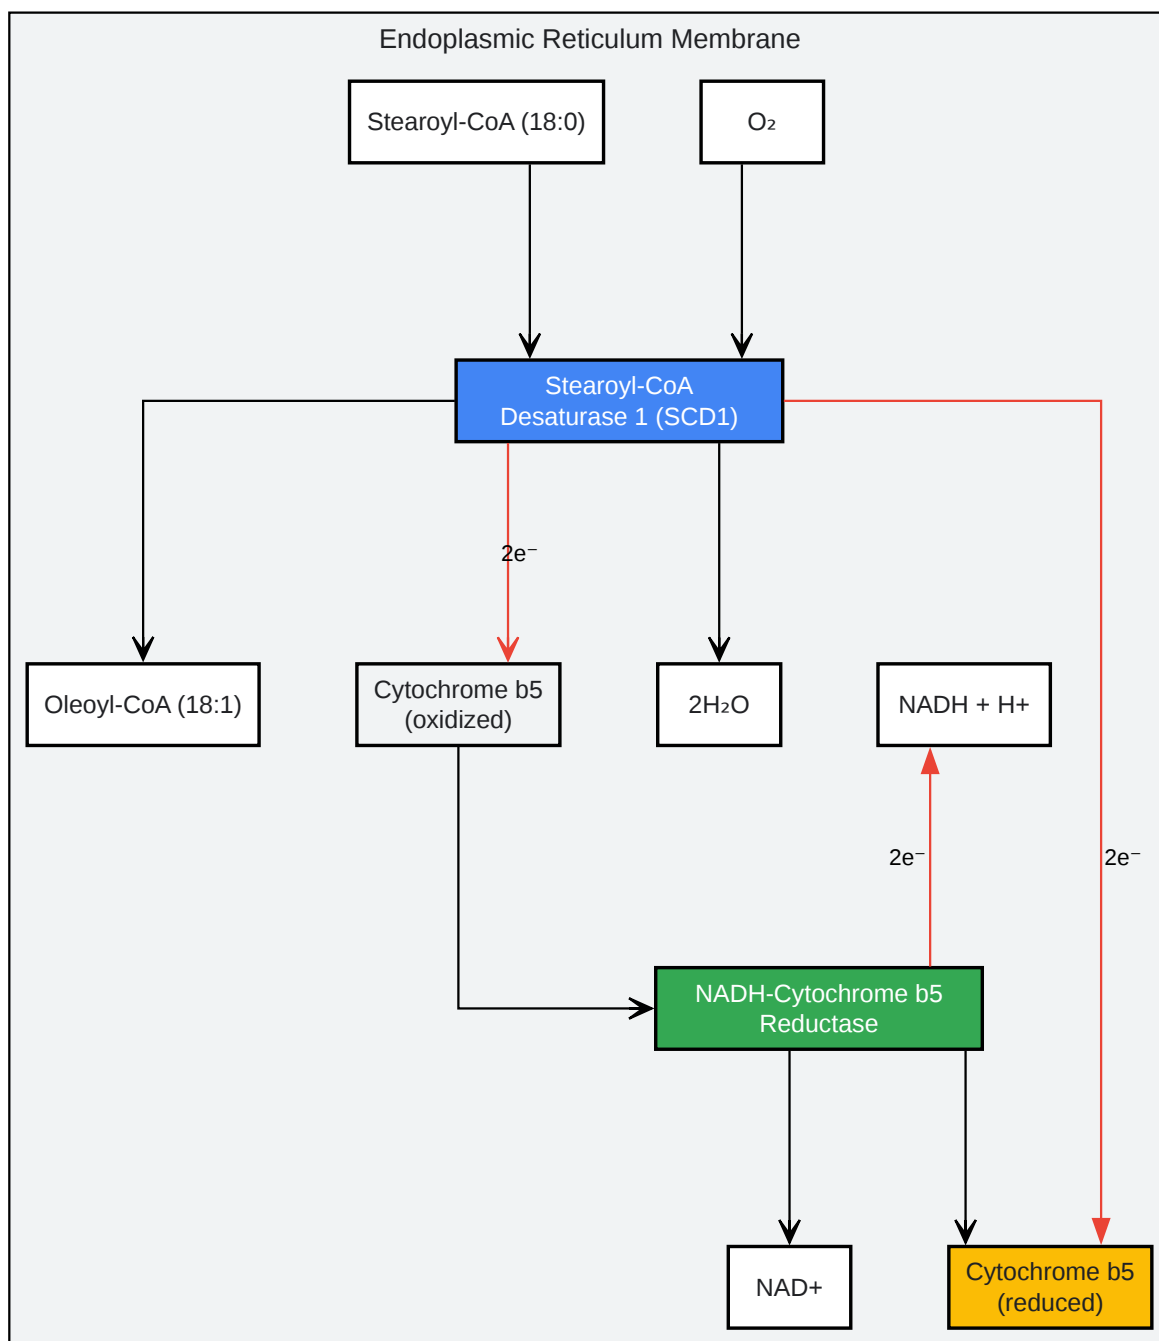 Endoplasmic Reticulum Membrane
Stearoyl-CoA (18:0)
O₂
Stearoyl-CoA
Desaturase 1 (SCD1)
2e⁻
Oleoyl-CoA (18:1)
Cytochrome b5
(oxidized)
2H₂O
NADH + H+
2e⁻
2e⁻
NADH-Cytochrome b5
Reductase
NAD+
Cytochrome b5
(reduced)